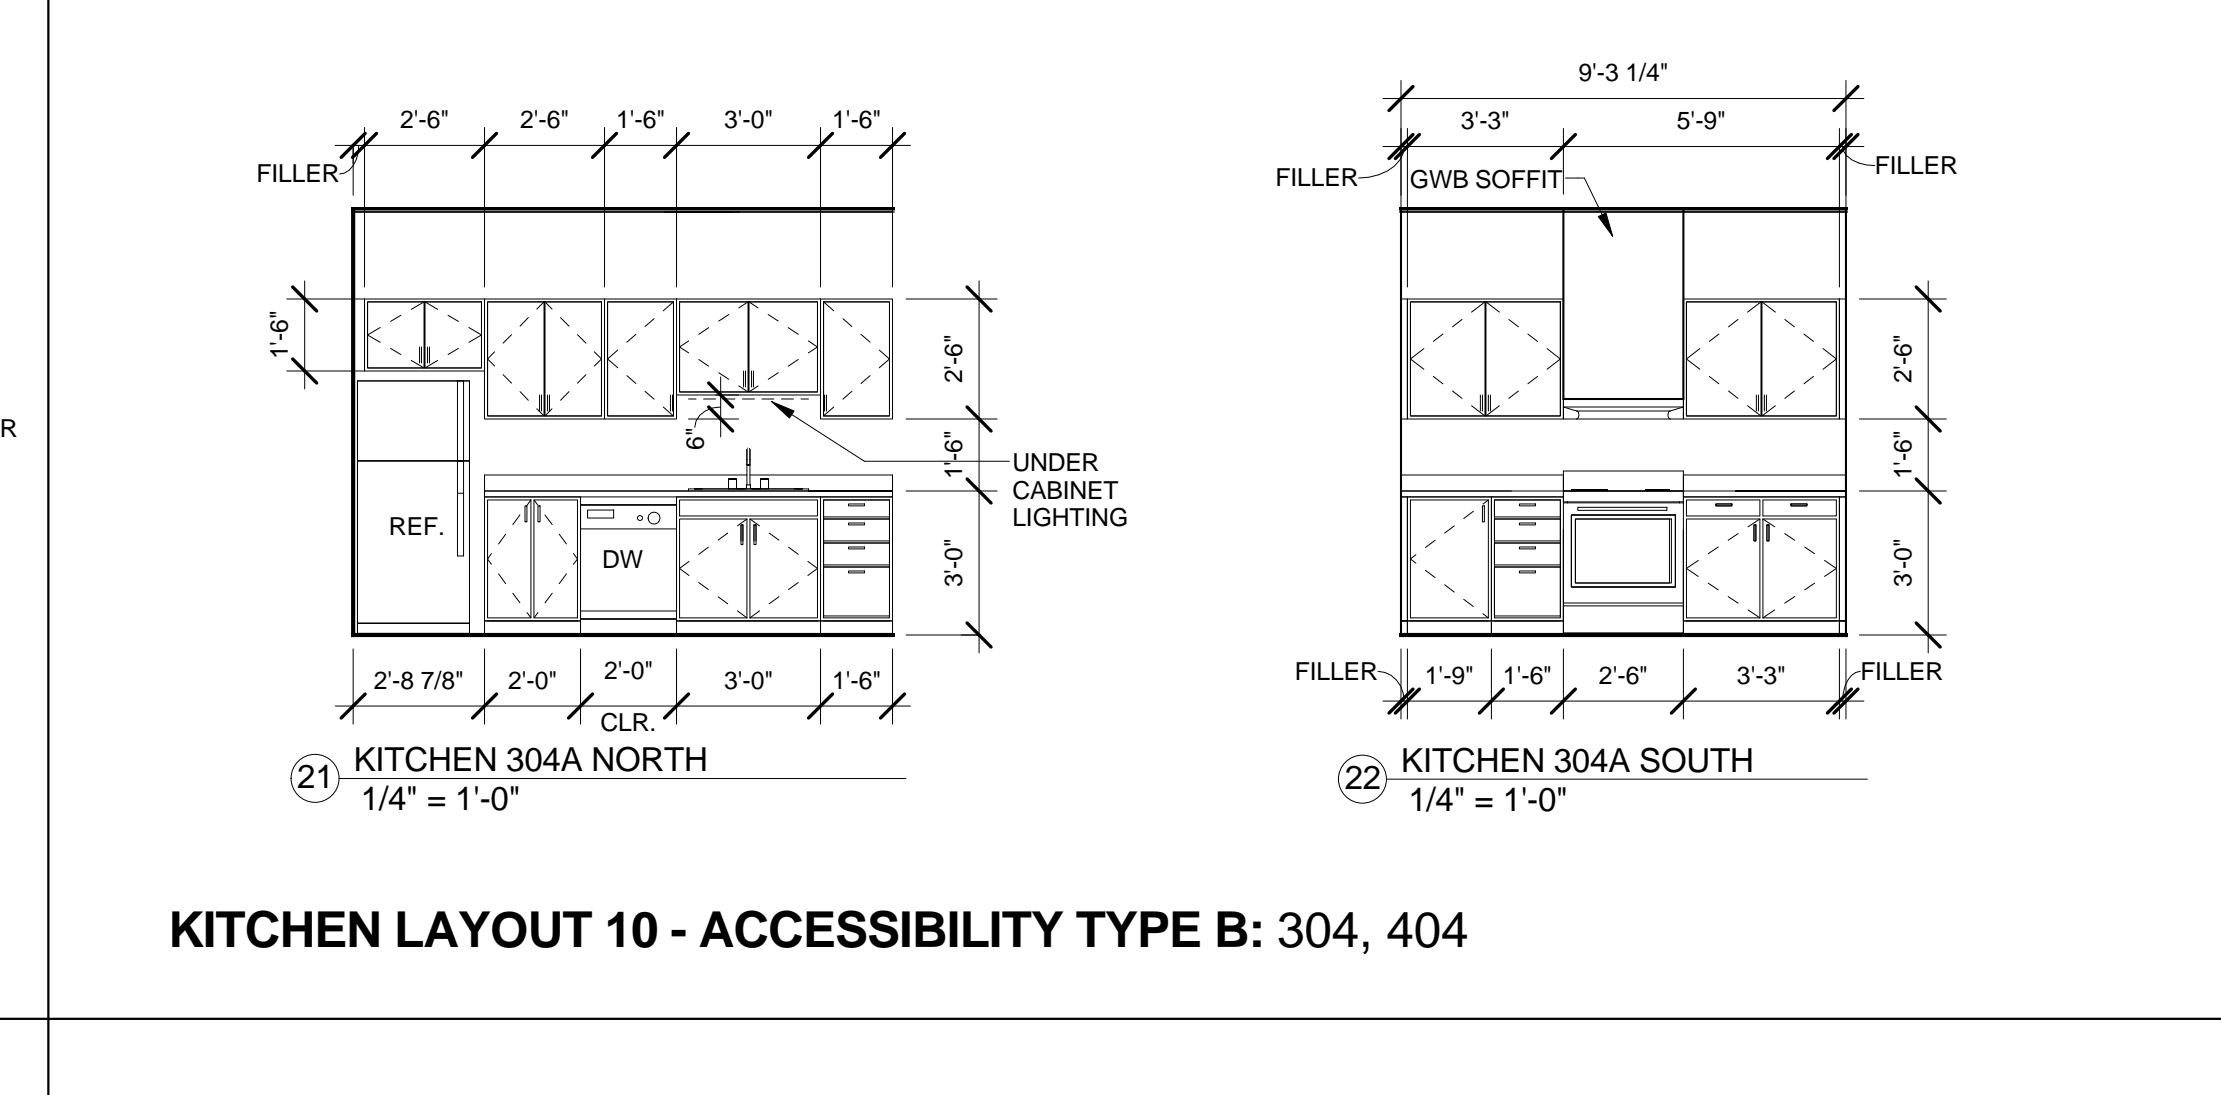 9'-3 1/4"
2'-6" 2'-6" 1'-6" 3'-0" 1'-6"
3'-3" 5'-9"
FILLER
FILLER GWB SOFFIT FILLER
1'-6"
2'-6"
2'-6"
R
6"
1'-6"
1'-6"
UNDER
CABINET
LIGHTING
REF.
DW
3'-0"
3'-0"
2'-8 7/8" 2'-0" 2'-0" 3'-0" 1'-6"
CLR.
FILLER 1'-9" 1'-6" 2'-6" 3'-3" FILLER
21 KITCHEN 304A NORTH
1/4" = 1'-0"
22 KITCHEN 304A SOUTH
1/4" = 1'-0"
KITCHEN LAYOUT 10 - ACCESSIBILITY TYPE B: 304, 404